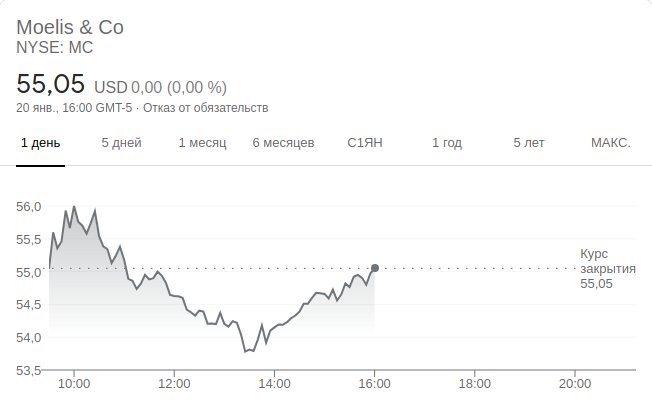 Moelis & Co
NYSE: MC
55,05 USD 0,00 (0,00 %)
20 янв., 16:00 GMT-5 · Отказ от обязательств
1 день 5 дней 1 месяц 6 месяцев С1ЯН 1 год 5 лет МАКС.
56,0
55,5
Курс
55,0 закрытия
55,05
54,5
54,0
53,5
10:00 12:00 14:00 16:00 18:00 20:00